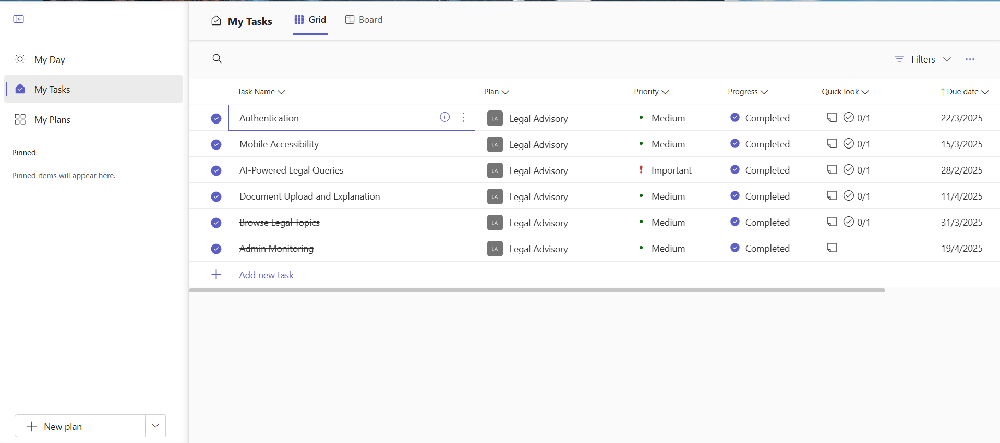 My Tasks Grid Board
My Day
Filters
My Tasks
Task Name Plan Priority Progress Quick look ↑ Due date
My Plans
Authentication LA Legal Advisory Medium Completed 0/1 22/3/2025
Mobile Accessibility LA Legal Advisory Medium Completed 0/1 15/3/2025
Pinned
AI-Powered Legal Queries LA Legal Advisory Important Completed 0/1 28/2/2025
Pinned items will appear here.
Document Upload and Explanation LA Legal Advisory Medium Completed 0/1 11/4/2025
Browse Legal Topics LA Legal Advisory Medium Completed 0/1 31/3/2025
Admin Monitoring LA Legal Advisory Medium Completed 19/4/2025
Add new task
New plan